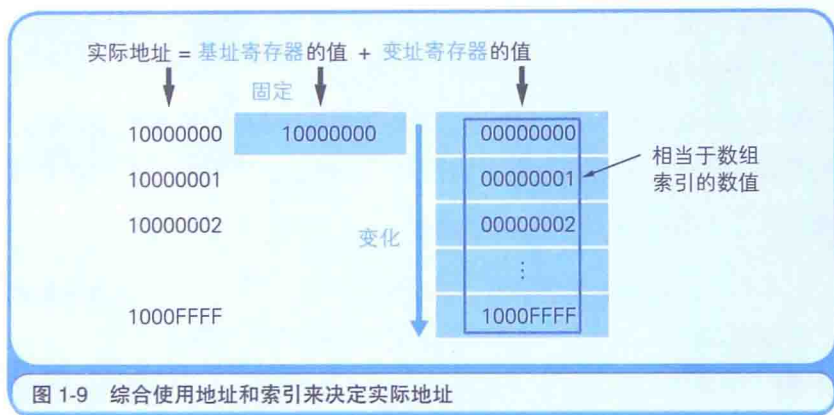 实际地址 = 基址寄存器的值 + 变址寄存器的值
固定
10000000 10000000 00000000
10000001 00000001
相当于数组
索引的数值
10000002 00000002
变化
⋮
1000FFFF 1000FFFF
图 1-9 综合使用地址和索引来决定实际地址